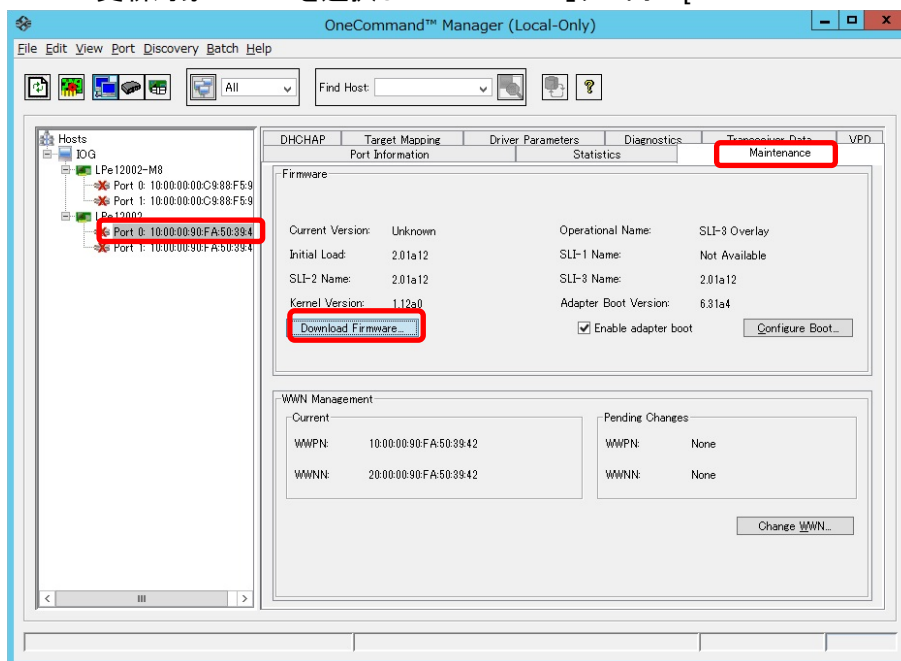 OneCommand™ Manager (Local-Only)
File Edit View Port Discovery Batch Help
All
Find Host:
Hosts
IOG
LPe12002-M8
Port 0: 10:00:00:00:C9:88:F5:9
Port 1: 10:00:00:00:C9:88:F5:9
LPe12002
Port 0: 10:00:00:90:FA:50:39:4
Port 1: 10:00:00:90:FA:50:39:4
DHCHAP Target Mapping Driver Parameters Diagnostics Transceiver Data VPD
Port Information Statistics Maintenance
Firmware
Current Version: Unknown Operational Name: SLI-3 Overlay
Initial Load: 2.01a12 SLI-1 Name: Not Available
SLI-2 Name: 2.01a12 SLI-3 Name: 2.01a12
Kernel Version: 1.12a0 Adapter Boot Version: 6.31a4
Download Firmware... Enable adapter boot Configure Boot...
WWN Management
Current Pending Changes
WWPN: 10:00:00:90:FA:50:39:42 WWPN: None
WWNN: 20:00:00:90:FA:50:39:42 WWNN: None
Change WWN...